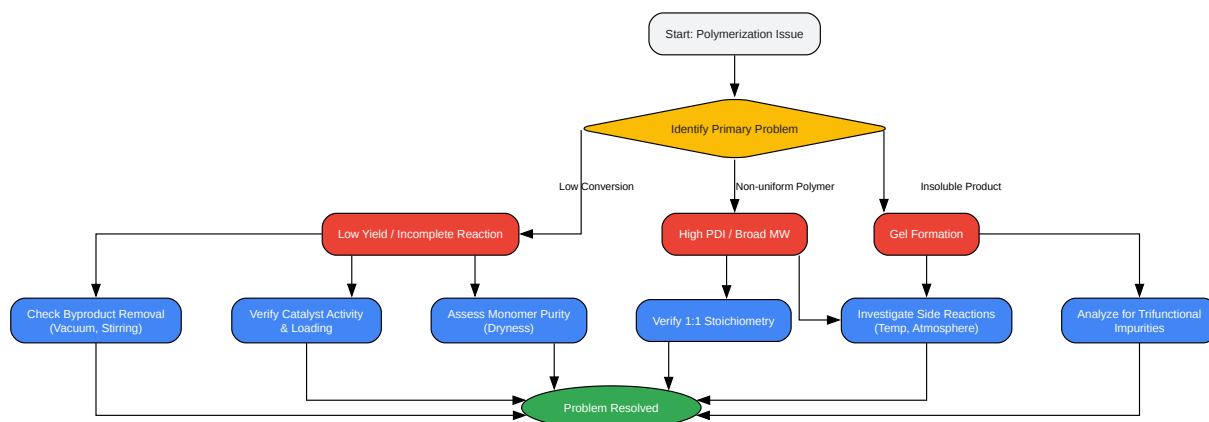 Start: Polymerization Issue
Identify Primary Problem
Low Conversion
Non-uniform Polymer
Insoluble Product
Low Yield / Incomplete Reaction
High PDI / Broad MW
Gel Formation
Check Byproduct Removal
(Vacuum, Stirring)
Verify Catalyst Activity
& Loading
Assess Monomer Purity
(Dryness)
Verify 1:1 Stoichiometry
Investigate Side Reactions
(Temp, Atmosphere)
Analyze for Trifunctional
Impurities
Problem Resolved